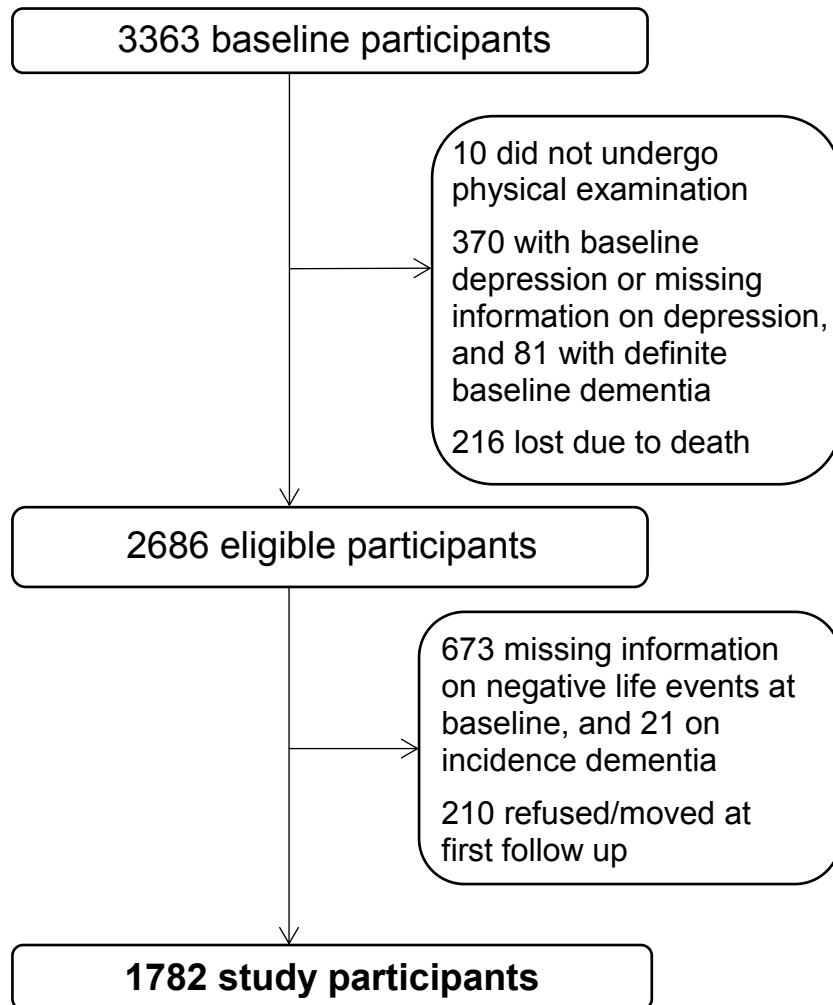 3363 baseline participants
10 did not undergo
physical examination
370 with baseline
depression or missing
information on depression,
and 81 with definite
baseline dementia
216 lost due to death
2686 eligible participants
673 missing information
on negative life events at
baseline, and 21 on
incidence dementia
210 refused/moved at
first follow up
1782 study participants